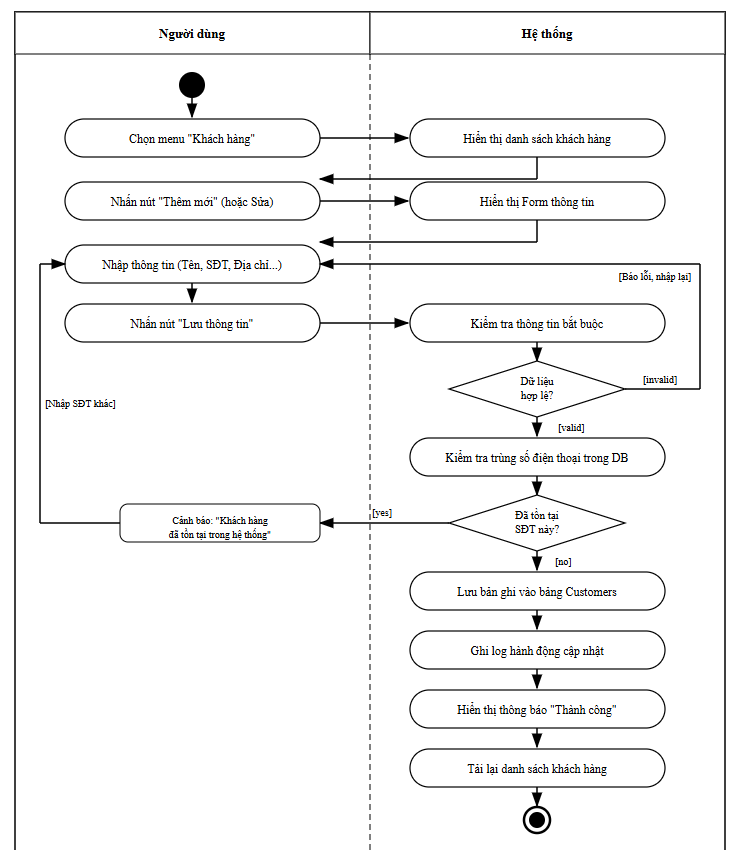 Người dùng
Hệ thống
Chọn menu "Khách hàng"
Hiển thị danh sách khách hàng
Nhấn nút "Thêm mới" (hoặc Sửa)
Hiển thị Form thông tin
Nhập thông tin (Tên, SĐT, Địa chỉ...)
[Báo lỗi, nhập lại]
Nhấn nút "Lưu thông tin"
Kiểm tra thông tin bắt buộc
Dữ liệu
hợp lệ?
[invalid]
[Nhập SĐT khác]
[valid]
Kiểm tra trùng số điện thoại trong DB
Cảnh báo: "Khách hàng
đã tồn tại trong hệ thống"
[yes]
Đã tồn tại
SĐT này?
[no]
Lưu bản ghi vào bảng Customers
Ghi log hành động cập nhật
Hiển thị thông báo "Thành công"
Tải lại danh sách khách hàng